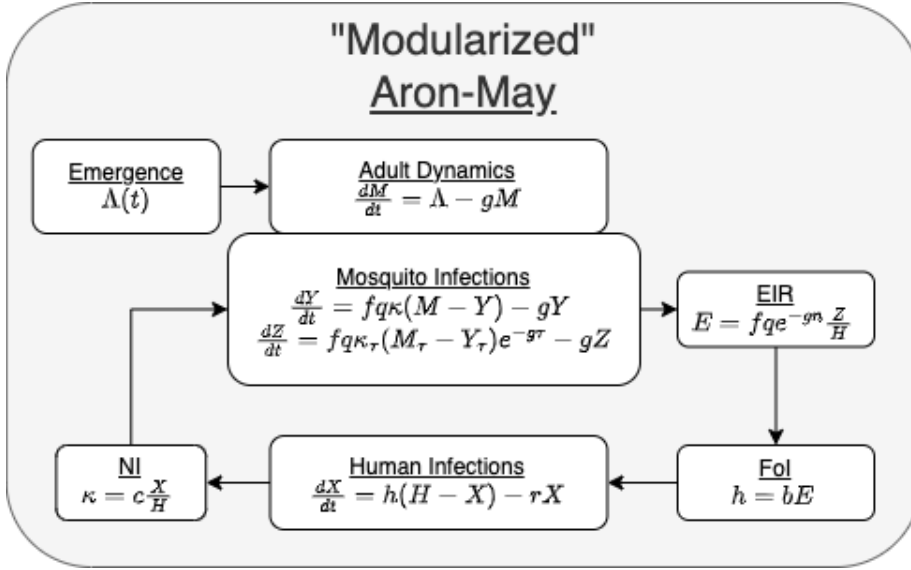 "Modularized"
Aron-May
Emergence
Λ(t)
Adult Dynamics
dM/dt = Λ − gM
Mosquito Infections
dY/dt = fqκ(M − Y) − gY
dZ/dt = fqκ_τ(M_τ − Y_τ)e^{−gτ} − gZ
EIR
E = fqe^{−gn} Z/H
NI
κ = c X/H
Human Infections
dX/dt = h(H − X) − rX
FoI
h = bE